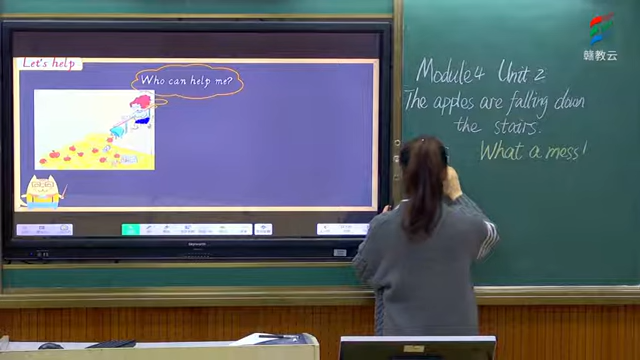 Let's help
Who can help me?
赣教云
Module 4 Unit 2
The apples are falling down
the stairs.
What a mess!